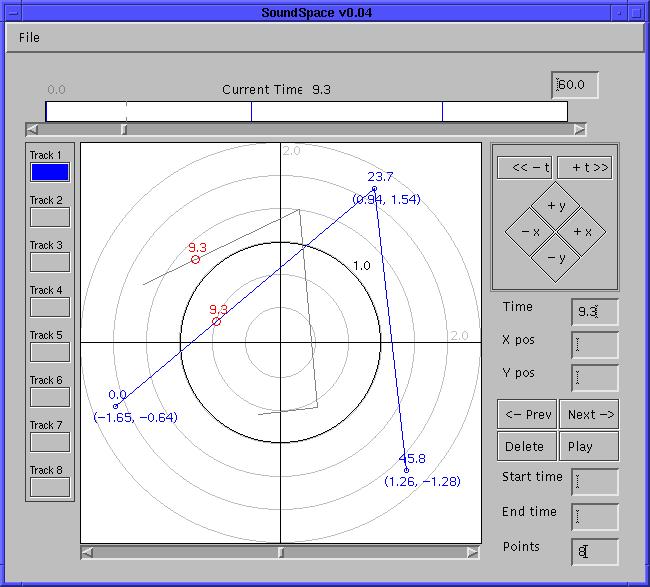 SoundSpace v0.04
File
0.0
Current Time 9.3
60.0
Track 1
Track 2
Track 3
Track 4
Track 5
Track 6
Track 7
Track 8
2.0
23.7
(0.94, 1.54)
9.3
1.0
9.3
2.0
0.0
(−1.65, −0.64)
45.8
(1.26, −1.28)
<< − t
+ t >>
+ y
− x
+ x
− y
Time
9.3
X pos
Y pos
<− Prev
Next −>
Delete
Play
Start time
End time
Points
8